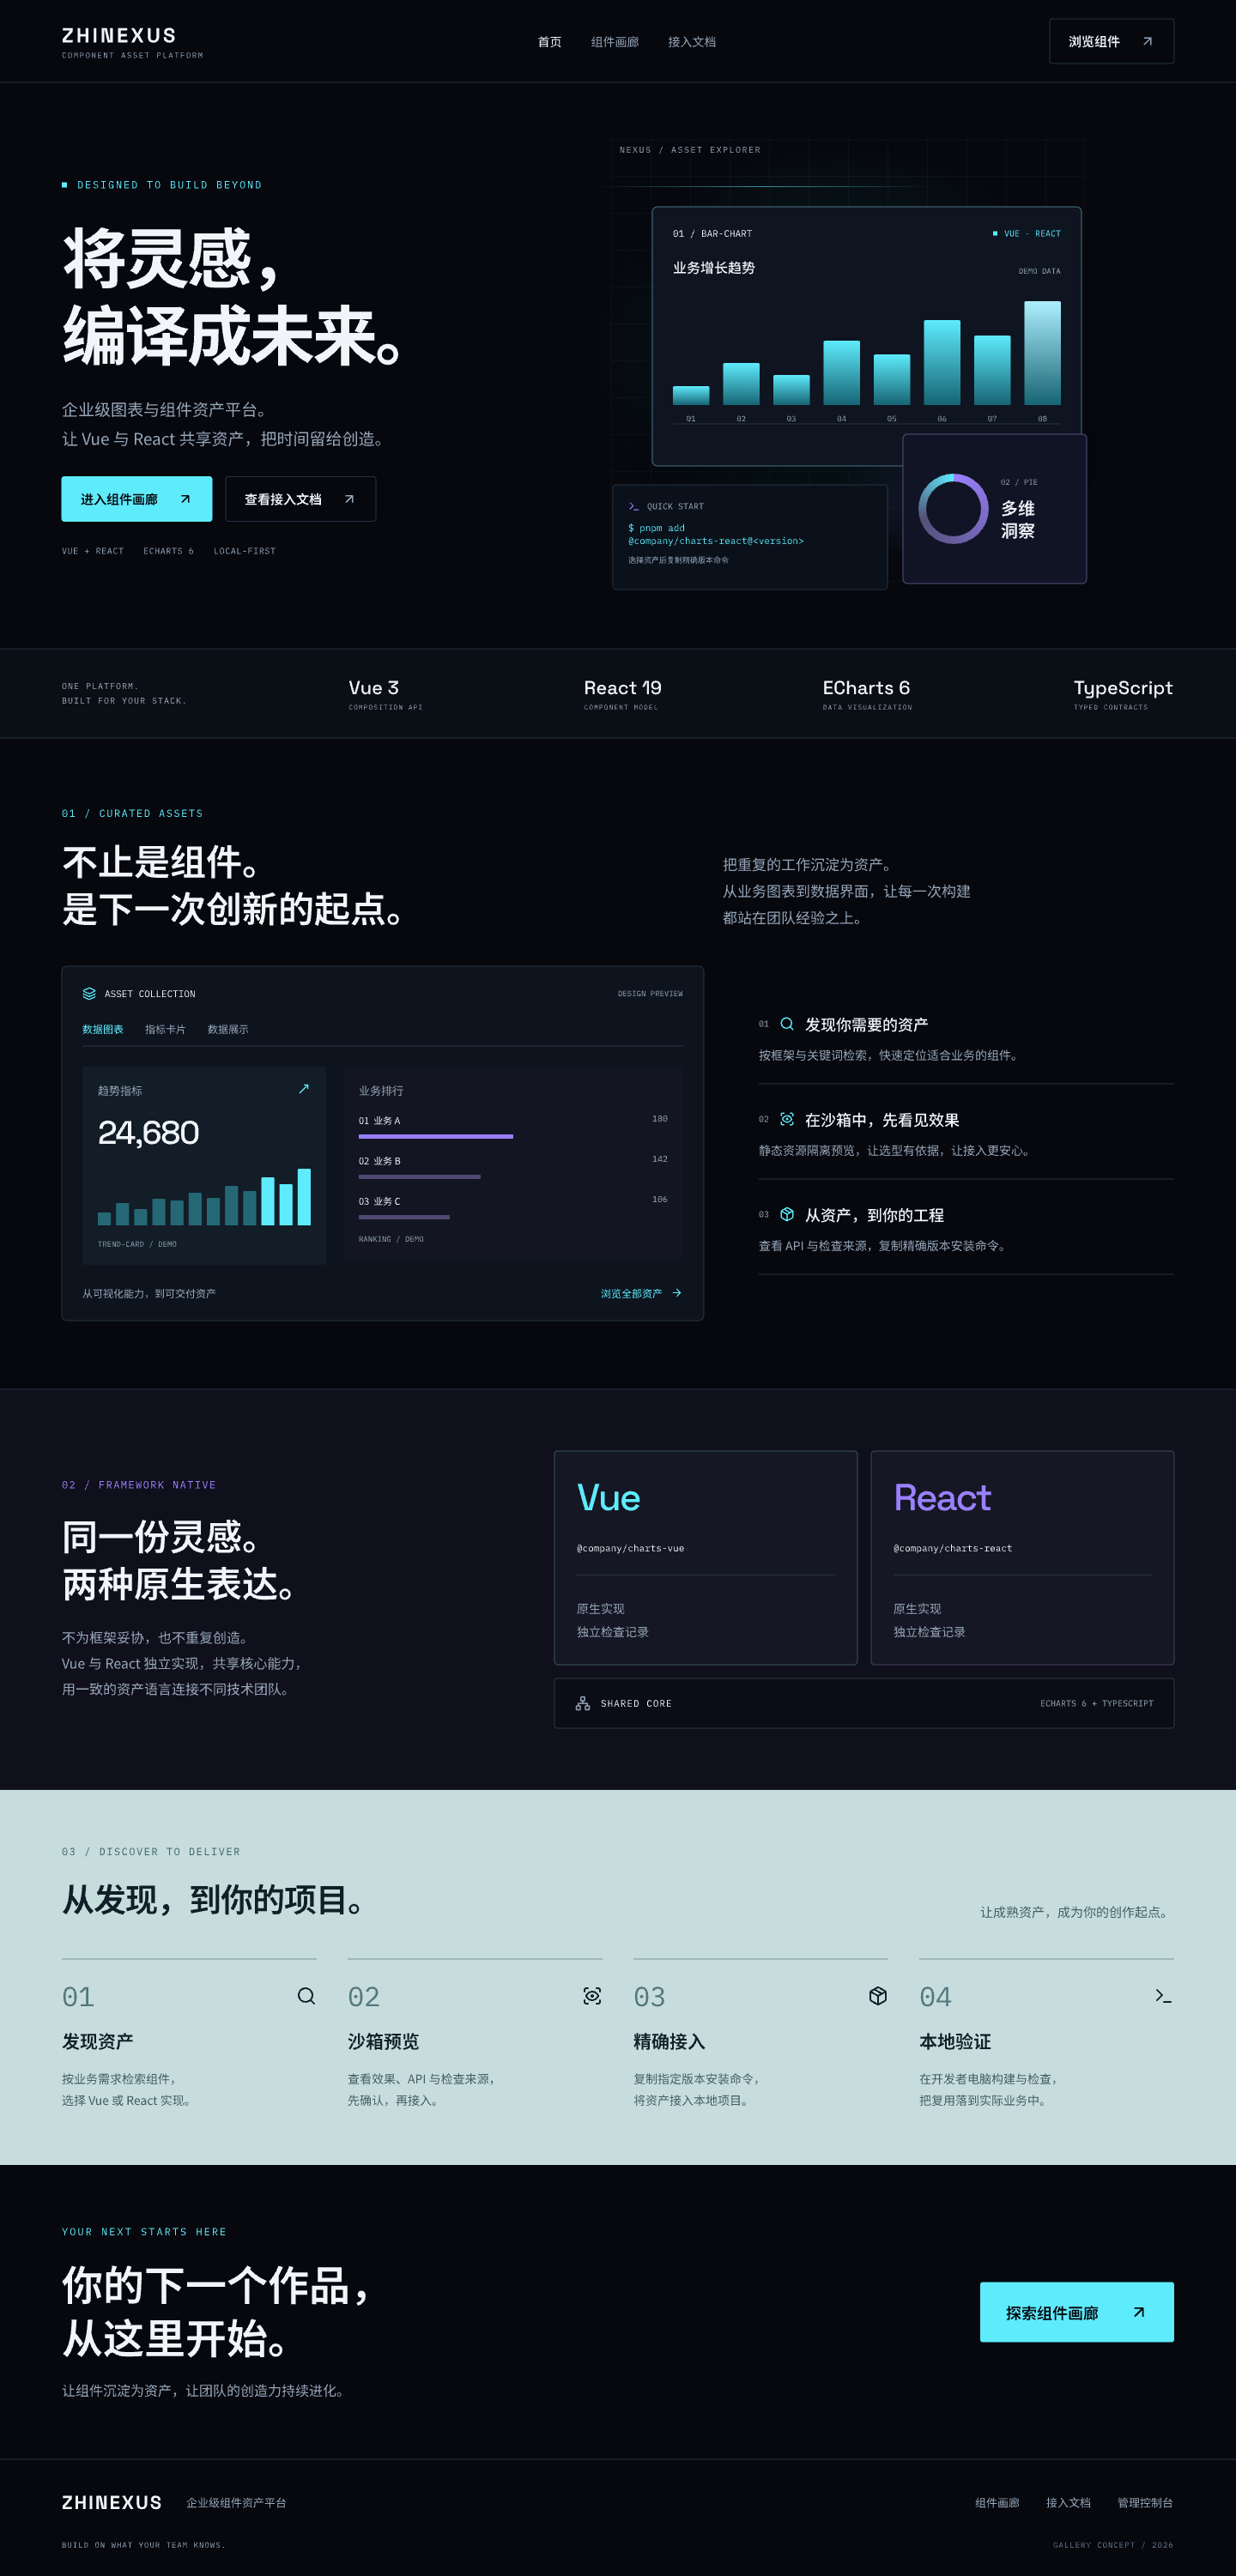 ZHINEXUS
COMPONENT ASSET PLATFORM
首页
组件画廊
接入文档
浏览组件
DESIGNED TO BUILD BEYOND
将灵感，
编译成未来。
企业级图表与组件资产平台。
让 Vue 与 React 共享资产，把时间留给创造。
进入组件画廊
查看接入文档
VUE + REACT
ECHARTS 6
LOCAL-FIRST
NEXUS / ASSET EXPLORER
01 / BAR-CHART
VUE · REACT
业务增长趋势
DEMO DATA
01
02
03
04
05
06
07
08
QUICK START
$ pnpm add
@company/charts-react@<version>
选择资产后复制精确版本命令
02 / PIE
多维
洞察
ONE PLATFORM.
BUILT FOR YOUR STACK.
Vue 3
COMPOSITION API
React 19
COMPONENT MODEL
ECharts 6
DATA VISUALIZATION
TypeScript
TYPED CONTRACTS
01 / CURATED ASSETS
不止是组件。
是下一次创新的起点。
把重复的工作沉淀为资产。
从业务图表到数据界面，让每一次构建
都站在团队经验之上。
ASSET COLLECTION
DESIGN PREVIEW
数据图表
指标卡片
数据展示
趋势指标
24,680
TREND-CARD / DEMO
业务排行
01 业务 A
180
02 业务 B
142
03 业务 C
106
RANKING / DEMO
从可视化能力，到可交付资产
浏览全部资产
01
发现你需要的资产
按框架与关键词检索，快速定位适合业务的组件。
02
在沙箱中，先看见效果
静态资源隔离预览，让选型有依据，让接入更安心。
03
从资产，到你的工程
查看 API 与检查来源，复制精确版本安装命令。
02 / FRAMEWORK NATIVE
同一份灵感。
两种原生表达。
不为框架妥协，也不重复创造。
Vue 与 React 独立实现，共享核心能力，
用一致的资产语言连接不同技术团队。
Vue
@company/charts-vue
原生实现
独立检查记录
React
@company/charts-react
原生实现
独立检查记录
SHARED CORE
ECHARTS 6 + TYPESCRIPT
03 / DISCOVER TO DELIVER
从发现，到你的项目。
让成熟资产，成为你的创作起点。
01
发现资产
按业务需求检索组件，
选择 Vue 或 React 实现。
02
沙箱预览
查看效果、API 与检查来源，
先确认，再接入。
03
精确接入
复制指定版本安装命令，
将资产接入本地项目。
04
本地验证
在开发者电脑构建与检查，
把复用落到实际业务中。
YOUR NEXT STARTS HERE
你的下一个作品，
从这里开始。
让组件沉淀为资产，让团队的创造力持续进化。
探索组件画廊
ZHINEXUS
企业级组件资产平台
组件画廊
接入文档
管理控制台
BUILD ON WHAT YOUR TEAM KNOWS.
GALLERY CONCEPT / 2026